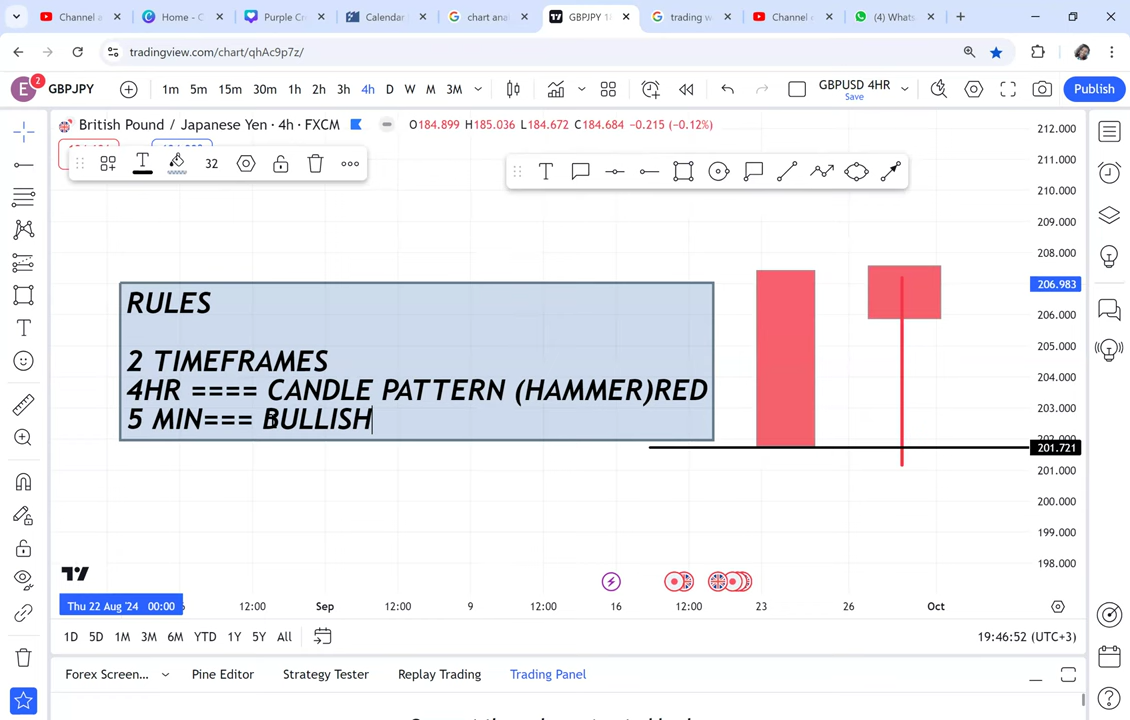 Channel a
Home - C
Purple Cr
Calendar
chart ana
GBPJPY 18
trading w
Channel c
(4) Whats
tradingview.com/chart/qhAc9p7z/
E
2
GBPJPY
1m 5m 15m 30m 1h 2h 3h 4h D W M 3M
GBPUSD 4HR
Save
Publish
British Pound / Japanese Yen · 4h · FXCM
O184.899 H185.036 L184.672 C184.684 −0.215 (−0.12%)
32
T
212.000
211.000
210.000
209.000
208.000
206.983
206.000
205.000
204.000
203.000
202.000
201.721
201.000
200.000
199.000
198.000
RULES
2 TIMEFRAMES
4HR ==== CANDLE PATTERN (HAMMER)RED
5 MIN=== BULLISH
Thu 22 Aug '24 00:00
12:00 Sep 12:00 9 12:00 16 12:00 23 26 Oct
1D 5D 1M 3M 6M YTD 1Y 5Y All
19:46:52 (UTC+3)
Forex Screen... Pine Editor Strategy Tester Replay Trading Trading Panel